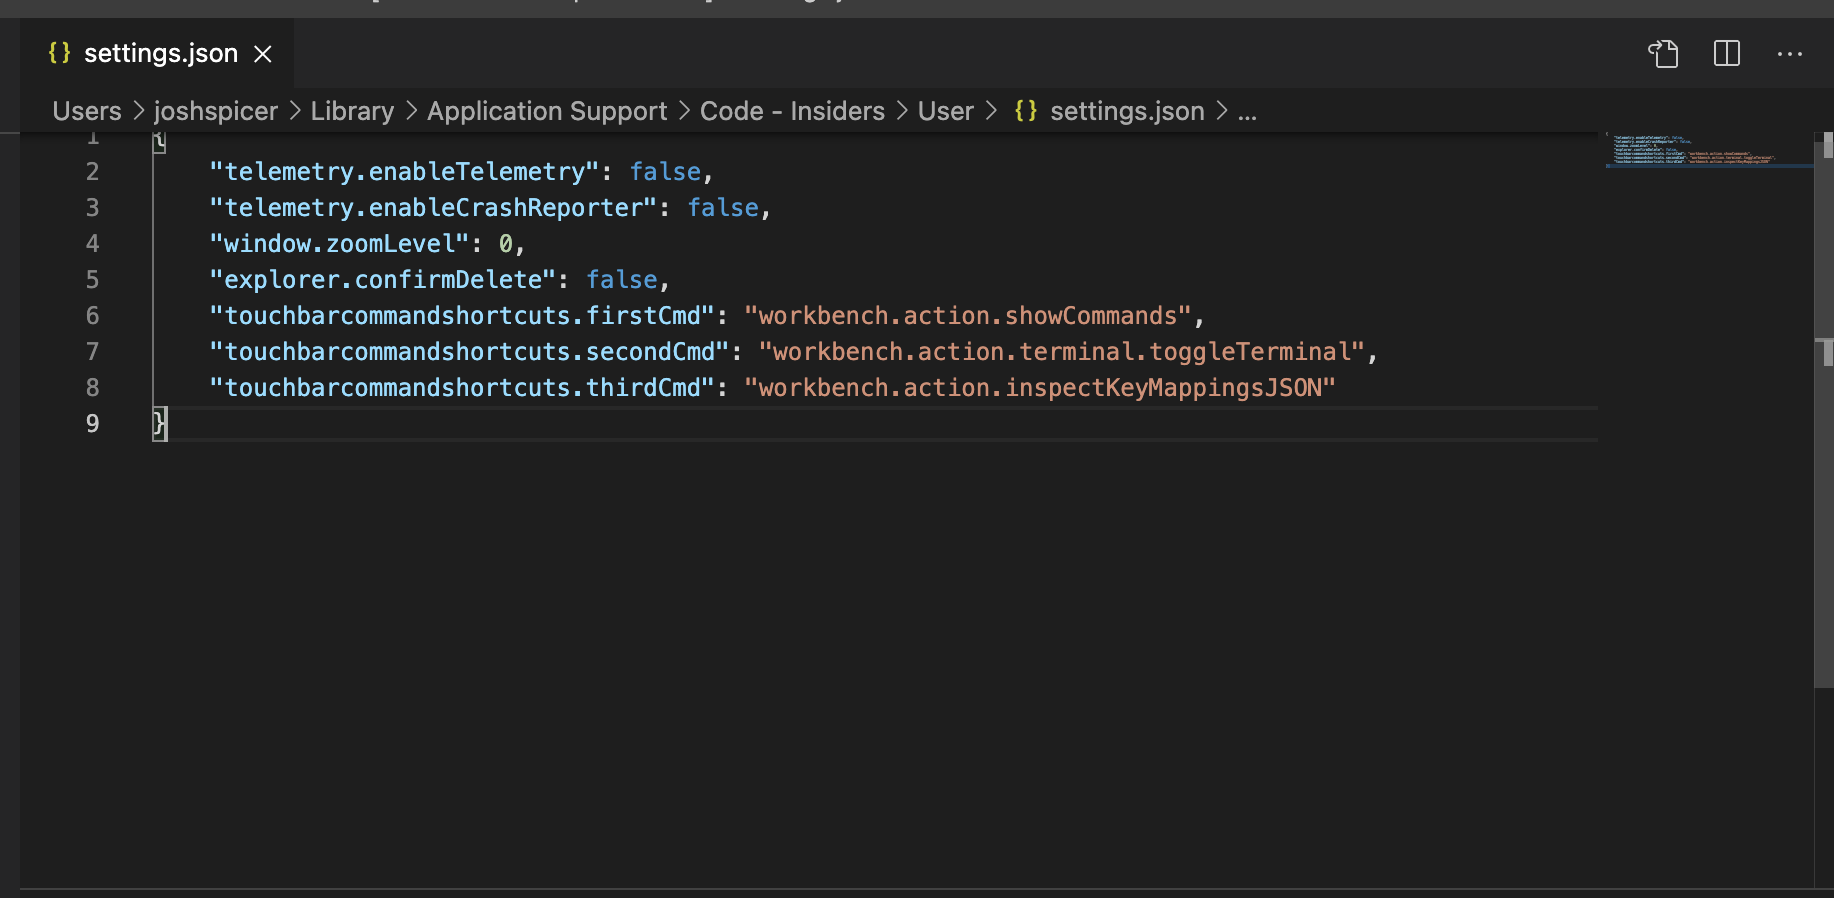 {} settings.json
Users > joshspicer > Library > Application Support > Code - Insiders > User > {} settings.json > ...
1 {
2 "telemetry.enableTelemetry": false,
3 "telemetry.enableCrashReporter": false,
4 "window.zoomLevel": 0,
5 "explorer.confirmDelete": false,
6 "touchbarcommandshortcuts.firstCmd": "workbench.action.showCommands",
7 "touchbarcommandshortcuts.secondCmd": "workbench.action.terminal.toggleTerminal",
8 "touchbarcommandshortcuts.thirdCmd": "workbench.action.inspectKeyMappingsJSON"
9 }